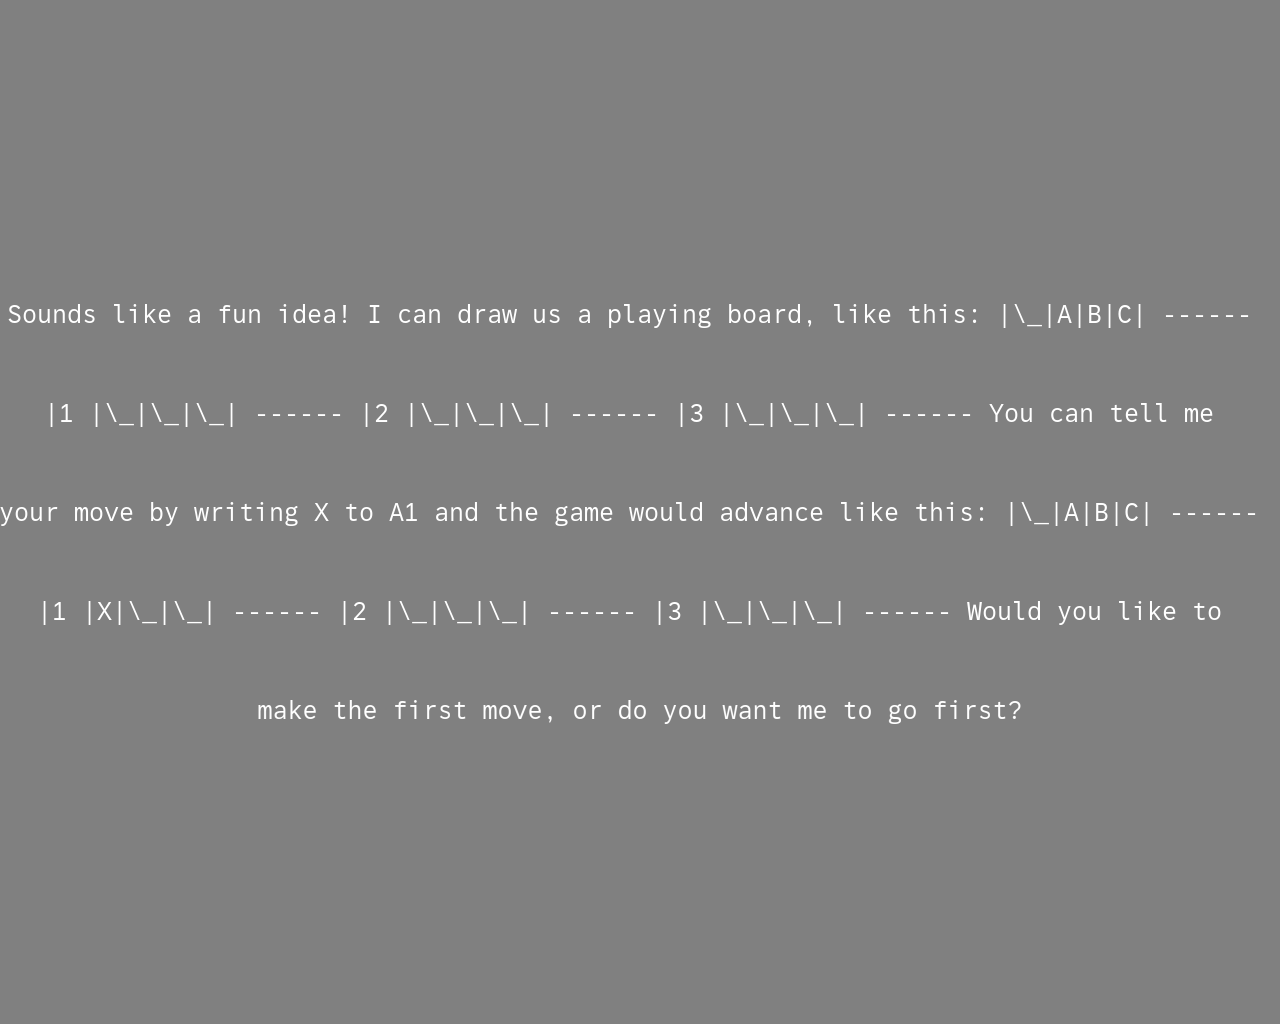 Sounds like a fun idea! I can draw us a playing board, like this: |\_|A|B|C| ------
|1 |\_|\_|\_| ------ |2 |\_|\_|\_| ------ |3 |\_|\_|\_| ------ You can tell me
your move by writing X to A1 and the game would advance like this: |\_|A|B|C| ------
|1 |X|\_|\_| ------ |2 |\_|\_|\_| ------ |3 |\_|\_|\_| ------ Would you like to
make the first move, or do you want me to go first?